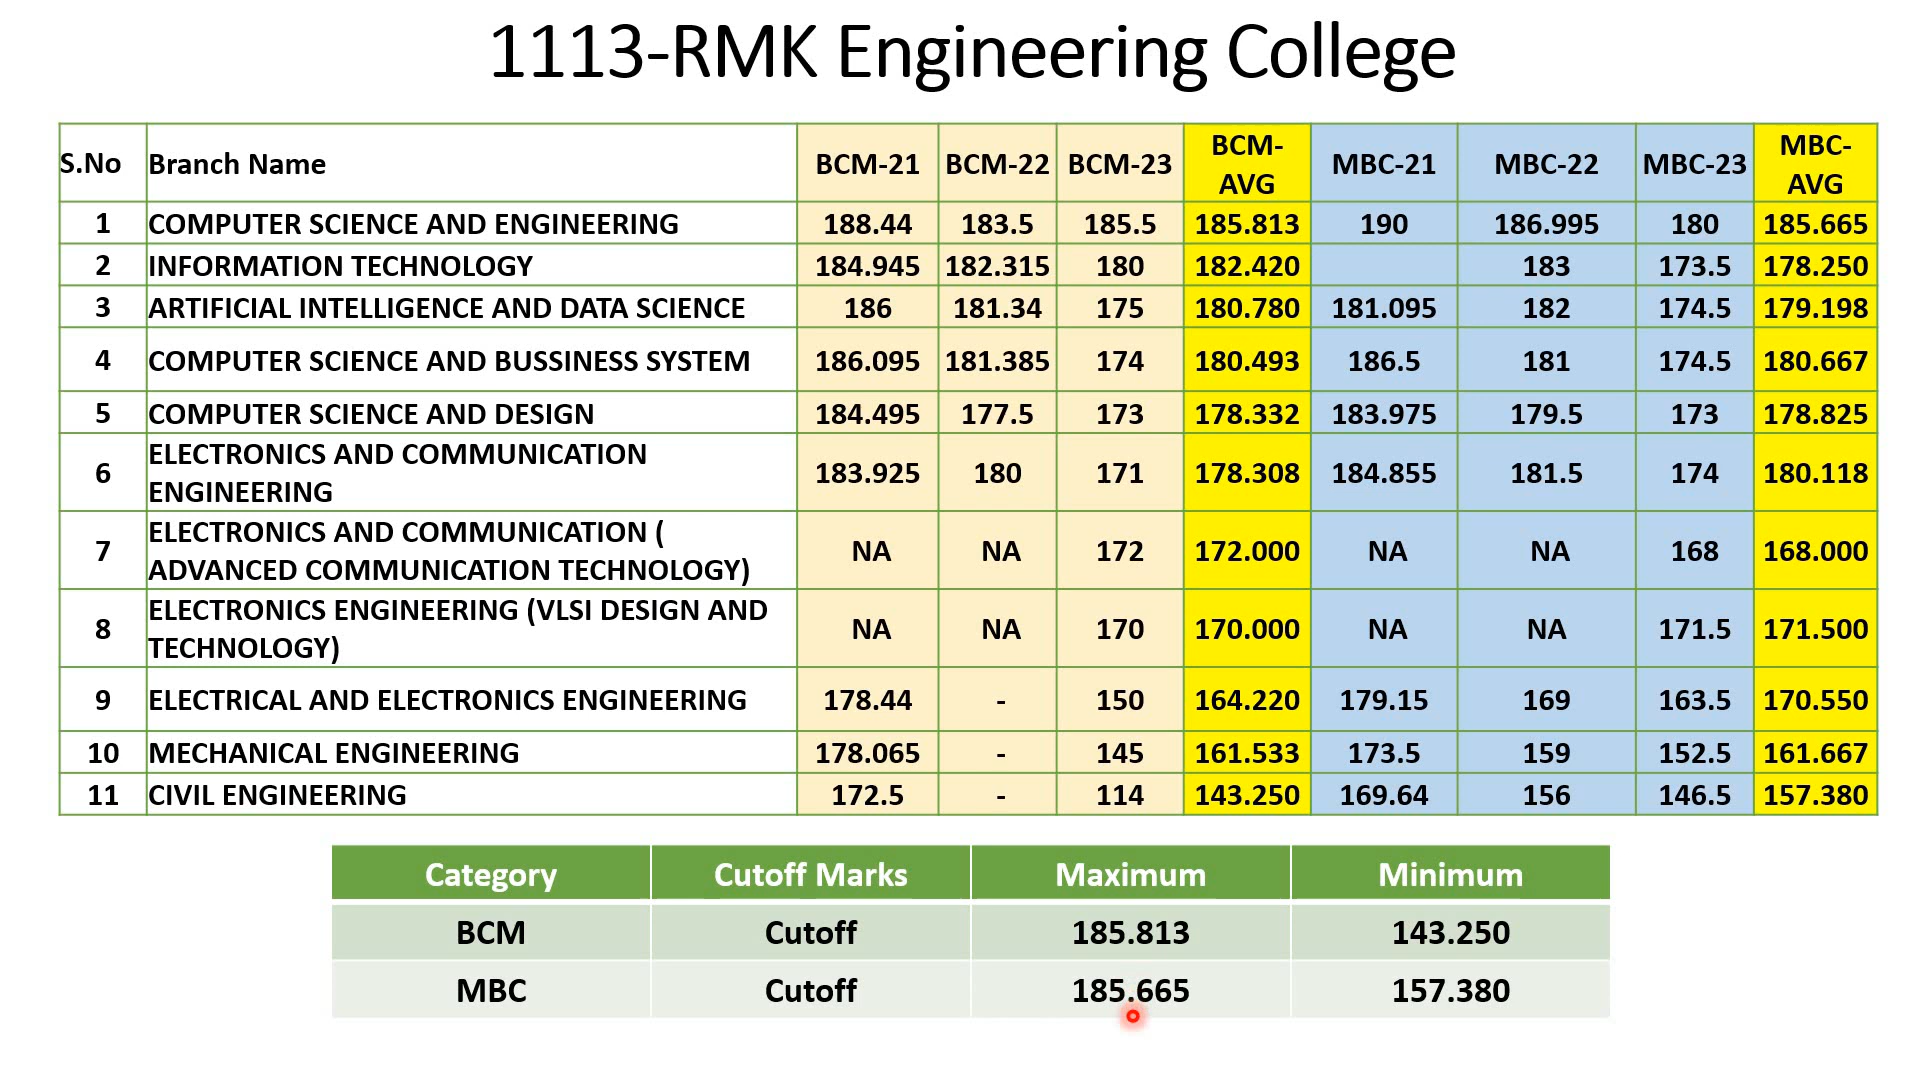 1113-RMK Engineering College
S.No Branch Name BCM-21 BCM-22 BCM-23 BCM-AVG MBC-21 MBC-22 MBC-23 MBC-AVG
1 COMPUTER SCIENCE AND ENGINEERING 188.44 183.5 185.5 185.813 190 186.995 180 185.665
2 INFORMATION TECHNOLOGY 184.945 182.315 180 182.420 183 173.5 178.250
3 ARTIFICIAL INTELLIGENCE AND DATA SCIENCE 186 181.34 175 180.780 181.095 182 174.5 179.198
4 COMPUTER SCIENCE AND BUSSINESS SYSTEM 186.095 181.385 174 180.493 186.5 181 174.5 180.667
5 COMPUTER SCIENCE AND DESIGN 184.495 177.5 173 178.332 183.975 179.5 173 178.825
6 ELECTRONICS AND COMMUNICATION
ENGINEERING 183.925 180 171 178.308 184.855 181.5 174 180.118
7 ELECTRONICS AND COMMUNICATION (
ADVANCED COMMUNICATION TECHNOLOGY) NA NA 172 172.000 NA NA 168 168.000
8 ELECTRONICS ENGINEERING (VLSI DESIGN AND
TECHNOLOGY) NA NA 170 170.000 NA NA 171.5 171.500
9 ELECTRICAL AND ELECTRONICS ENGINEERING 178.44 - 150 164.220 179.15 169 163.5 170.550
10 MECHANICAL ENGINEERING 178.065 - 145 161.533 173.5 159 152.5 161.667
11 CIVIL ENGINEERING 172.5 - 114 143.250 169.64 156 146.5 157.380
Category Cutoff Marks Maximum Minimum
BCM Cutoff 185.813 143.250
MBC Cutoff 185.665 157.380